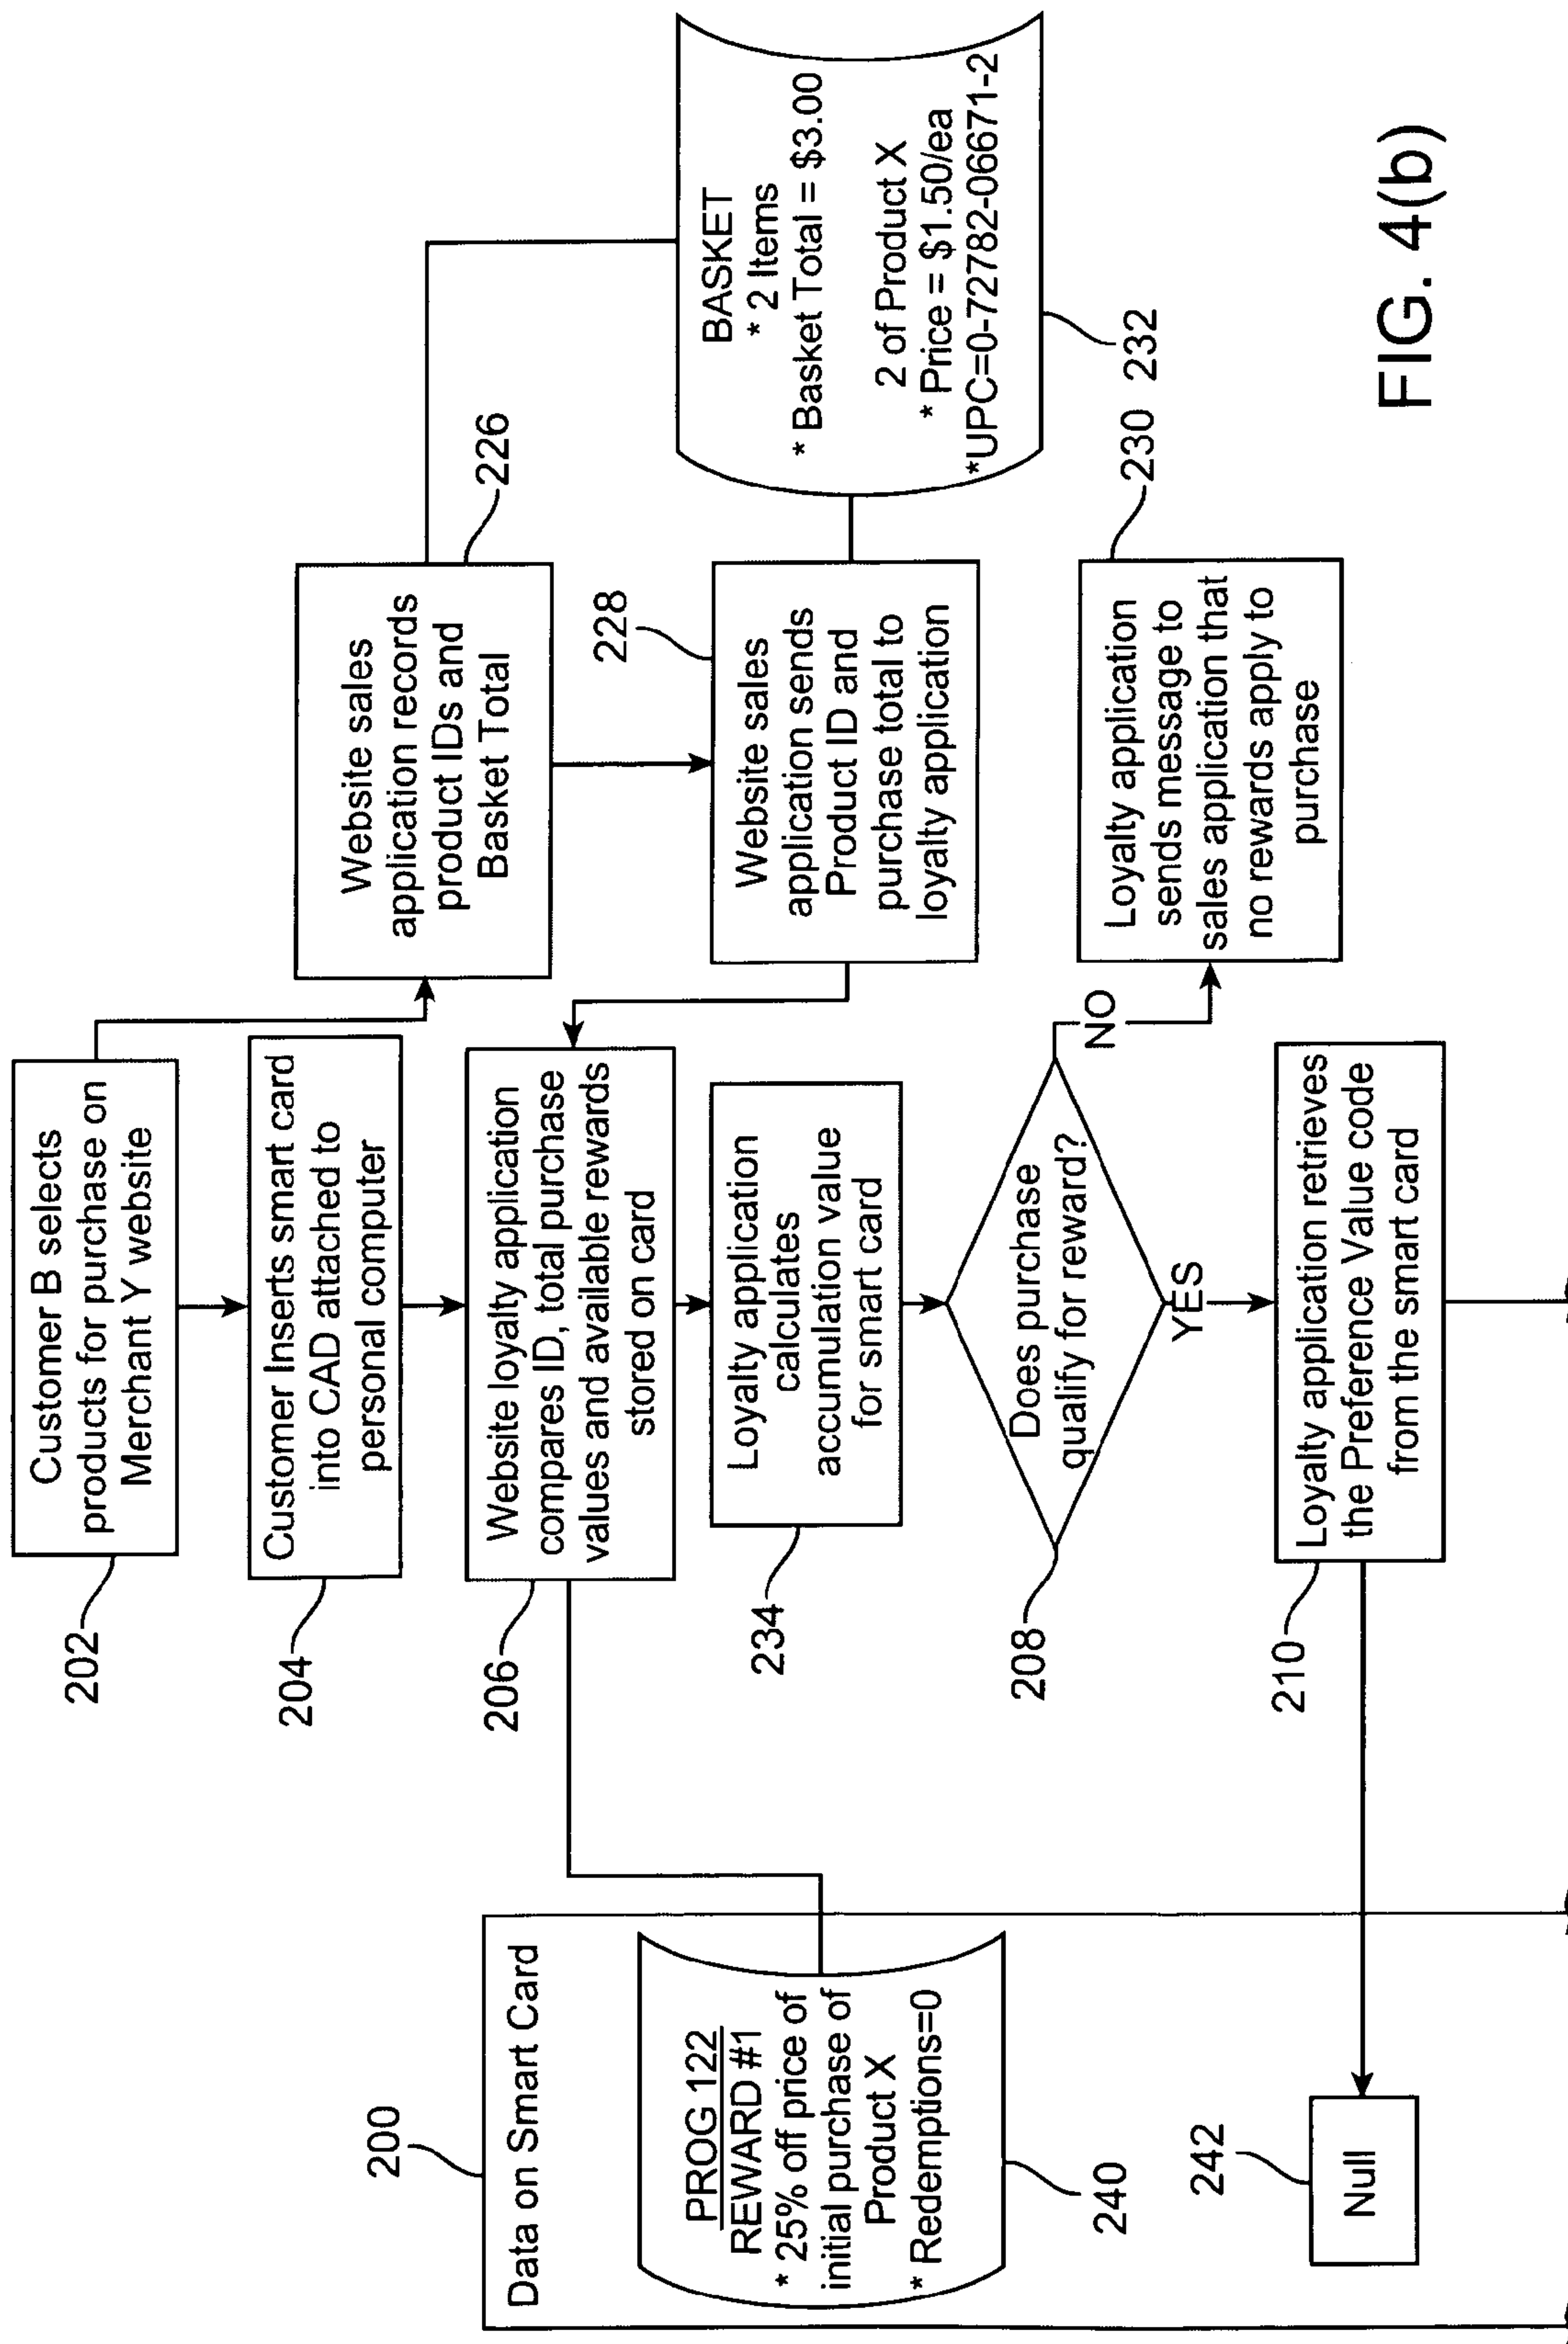 Customer B selects
products for purchase on
Merchant Y website
202
Customer Inserts smart card
into CAD attached to
personal computer
204
Website sales
application records
product IDs and
Basket Total
226
200
Data on Smart Card
Website loyalty application
compares ID, total purchase
values and available rewards
stored on card
206
228
BASKET
* 2 Items
* Basket Total = $3.00
2 of Product X
* Price = $1.50/ea
*UPC=0-72782-06671-2
232
PROG 122
REWARD #1
* 25% off price of
initial purchase of
Product X
* Redemptions=0
240
Loyalty application
calculates
accumulation value
for smart card
234
Website sales
application sends
Product ID and
purchase total to
loyalty application
Does purchase
qualify for reward?
208
NO
YES
Loyalty application
sends message to
sales application that
no rewards apply to
purchase
230
242
Null
Loyalty application retrieves
the Preference Value code
from the smart card
210
FIG. 4(b)